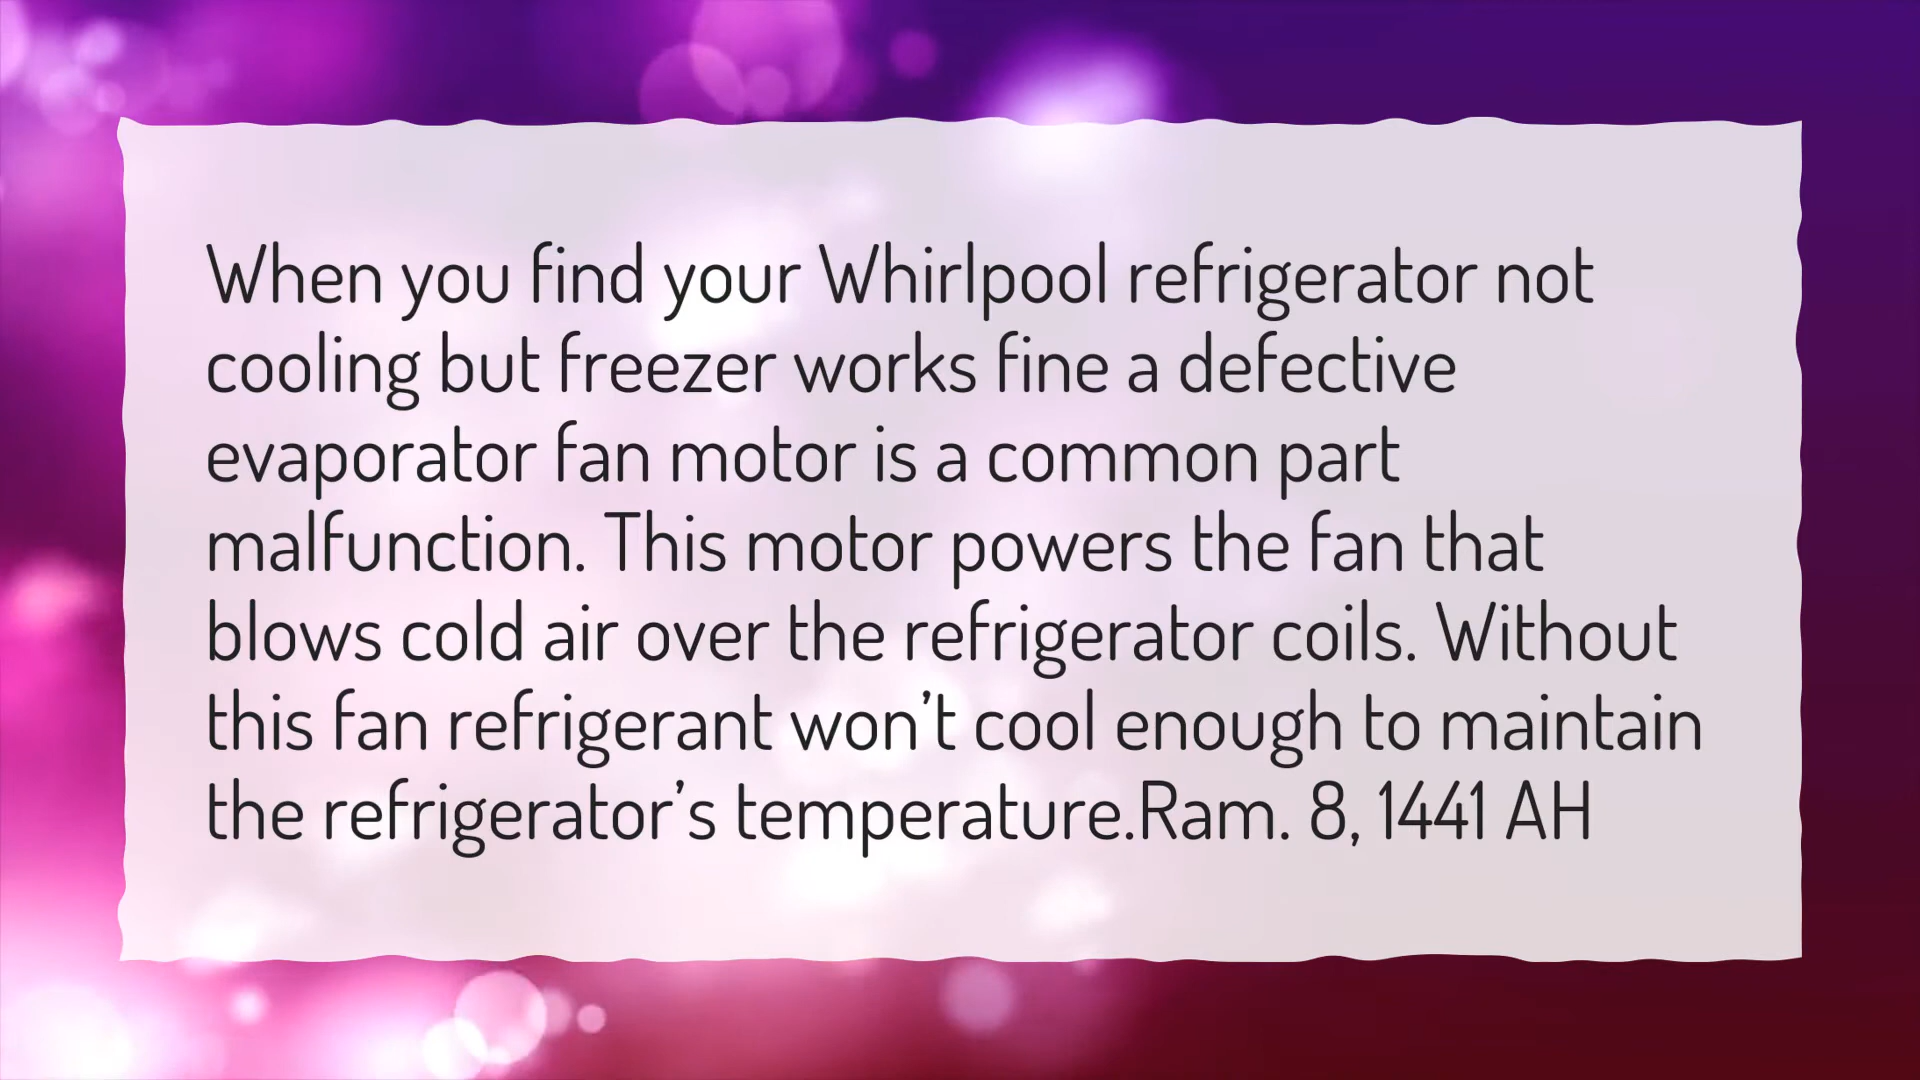 When you find your Whirlpool refrigerator not
cooling but freezer works fine a defective
evaporator fan motor is a common part
malfunction. This motor powers the fan that
blows cold air over the refrigerator coils. Without
this fan refrigerant won’t cool enough to maintain
the refrigerator’s temperature.Ram. 8, 1441 AH